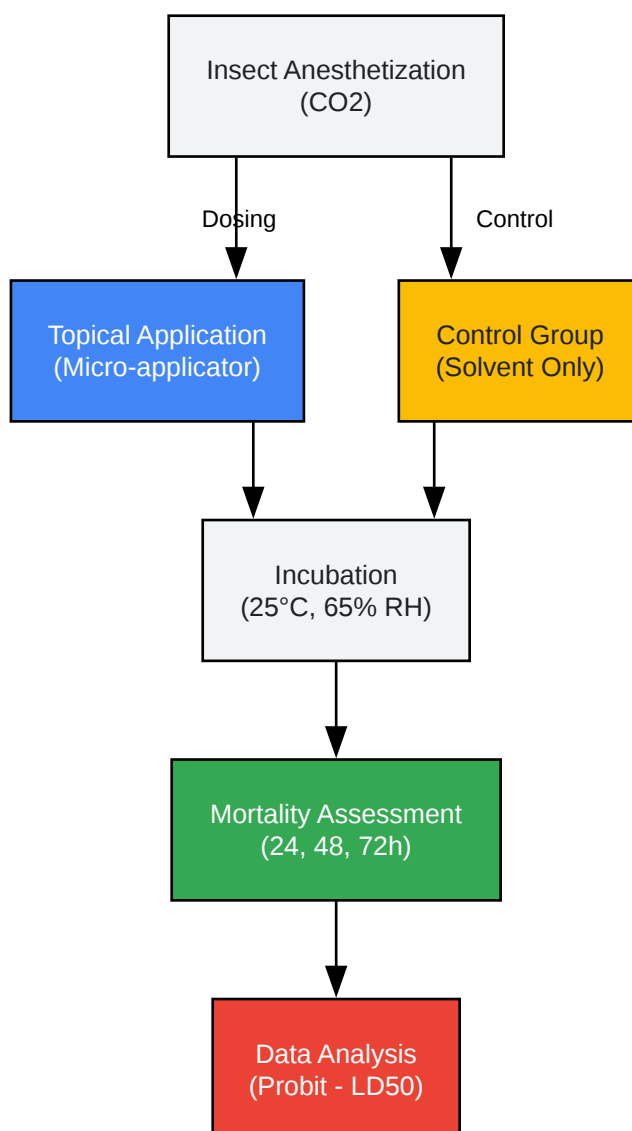 Insect Anesthetization
(CO2)
Dosing
Control
Topical Application
(Micro-applicator)
Control Group
(Solvent Only)
Incubation
(25°C, 65% RH)
Mortality Assessment
(24, 48, 72h)
Data Analysis
(Probit - LD50)